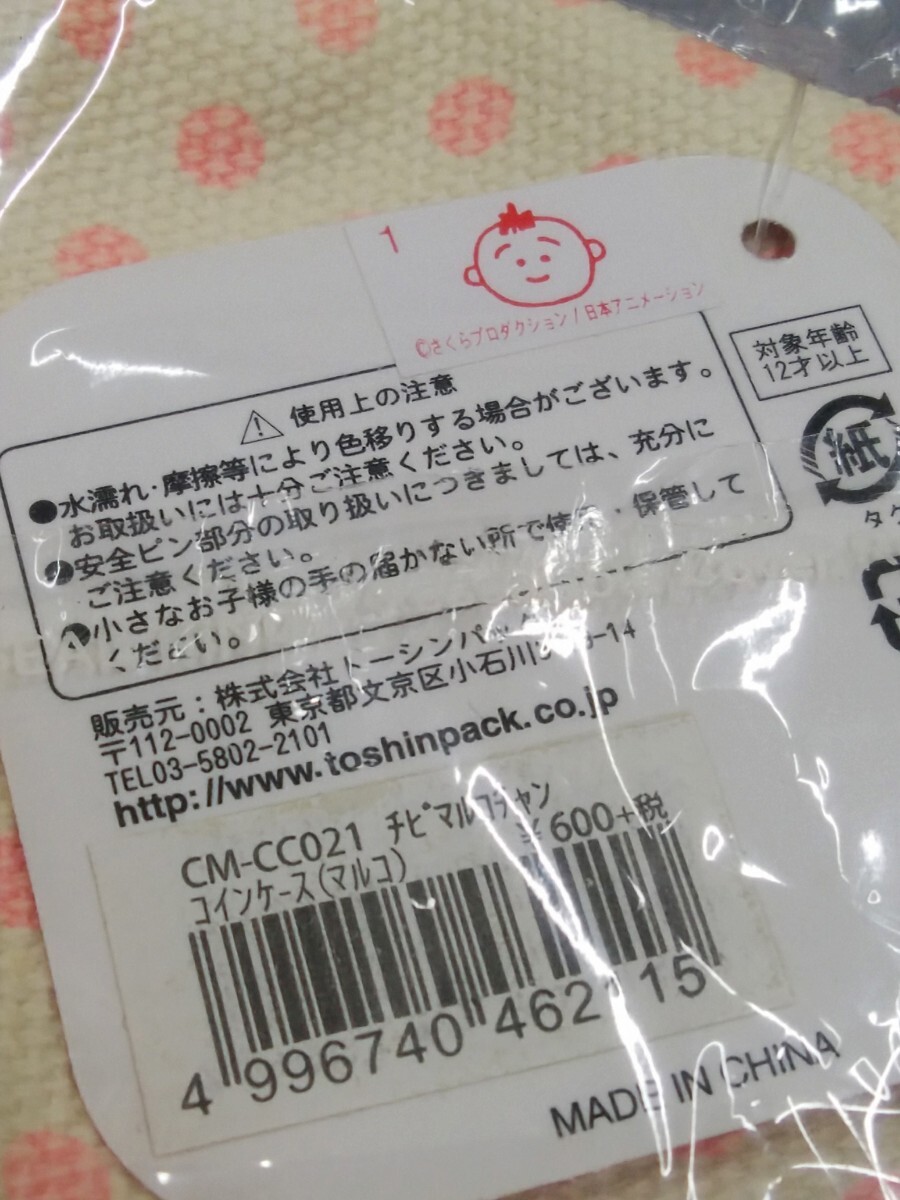 1
©さくらプロダクション / 日本アニメーション
対象年齢
12才以上
使用上の注意
●水濡れ・摩擦等により色移りする場合がございます。
お取扱いには十分ご注意ください。
●安全ピン部分の取り扱いにつきましては、充分に
ご注意ください。
●小さなお子様の手の届かない所で使用・保管して
ください。
紙
タグ
販売元：株式会社トーシンパック
〒112-0002 東京都文京区小石川
TEL03-5802-2101
http://www.toshinpack.co.jp
CM-CC021 チビマルコチャン
コインケース(マルコ) ¥600+税
4 996740 462115
MADE IN CHINA